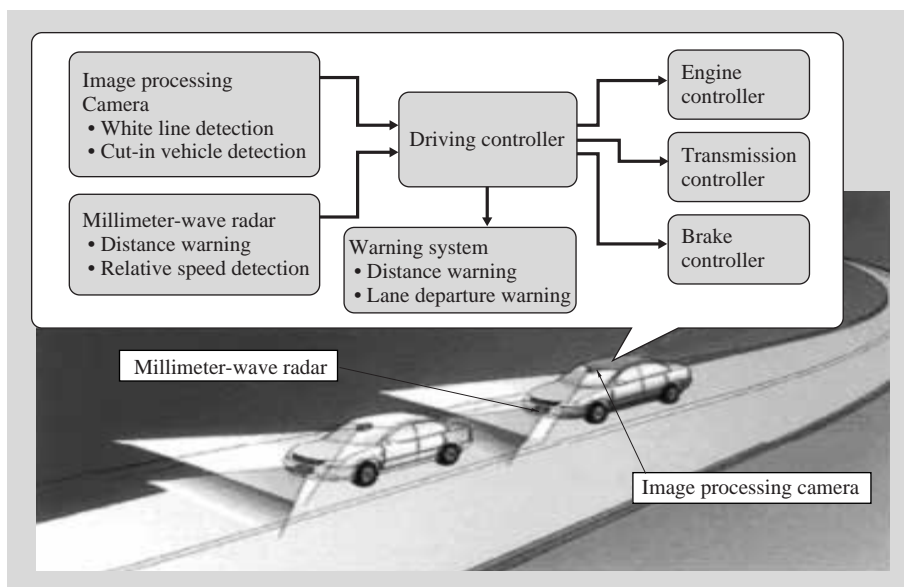 Image processing
Camera
• White line detection
• Cut-in vehicle detection
Millimeter-wave radar
• Distance warning
• Relative speed detection
Driving controller
Warning system
• Distance warning
• Lane departure warning
Engine
controller
Transmission
controller
Brake
controller
Millimeter-wave radar
Image processing camera